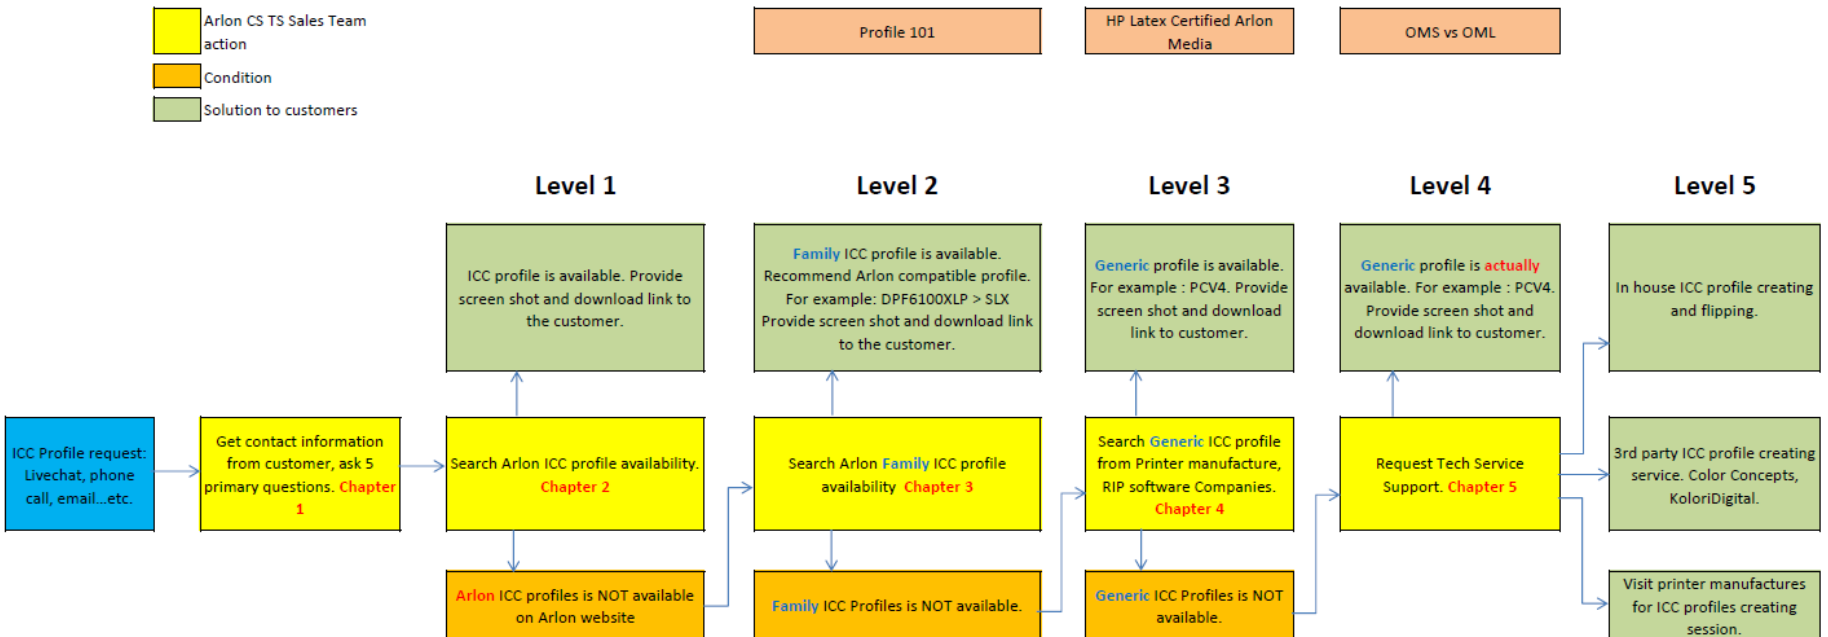 Arlon CS TS Sales Team
action
Condition
Solution to customers
Profile 101
HP Latex Certified Arlon
Media
OMS vs OML
Level 1
Level 2
Level 3
Level 4
Level 5
ICC profile is available. Provide
screen shot and download link to
the customer.
Family ICC profile is available.
Recommend Arlon compatible profile.
For example: DPF6100XLP > SLX
Provide screen shot and download link
to the customer.
Generic profile is available.
For example : PCV4. Provide
screen shot and download
link to customer.
Generic profile is actually
available. For example : PCV4.
Provide screen shot and
download link to customer.
In house ICC profile creating
and flipping.
ICC Profile request:
Livechat, phone
call, email...etc.
Get contact information
from customer, ask 5
primary questions. Chapter
1
Search Arlon ICC profile availability.
Chapter 2
Search Arlon Family ICC profile
availability Chapter 3
Search Generic ICC profile
from Printer manufacture,
RIP software Companies.
Chapter 4
Request Tech Service
Support. Chapter 5
3rd party ICC profile creating
service. Color Concepts,
KoloriDigital.
Arlon ICC profiles is NOT available
on Arlon website
Family ICC Profiles is NOT available.
Generic ICC Profiles is NOT
available.
Visit printer manufactures
for ICC profiles creating
session.